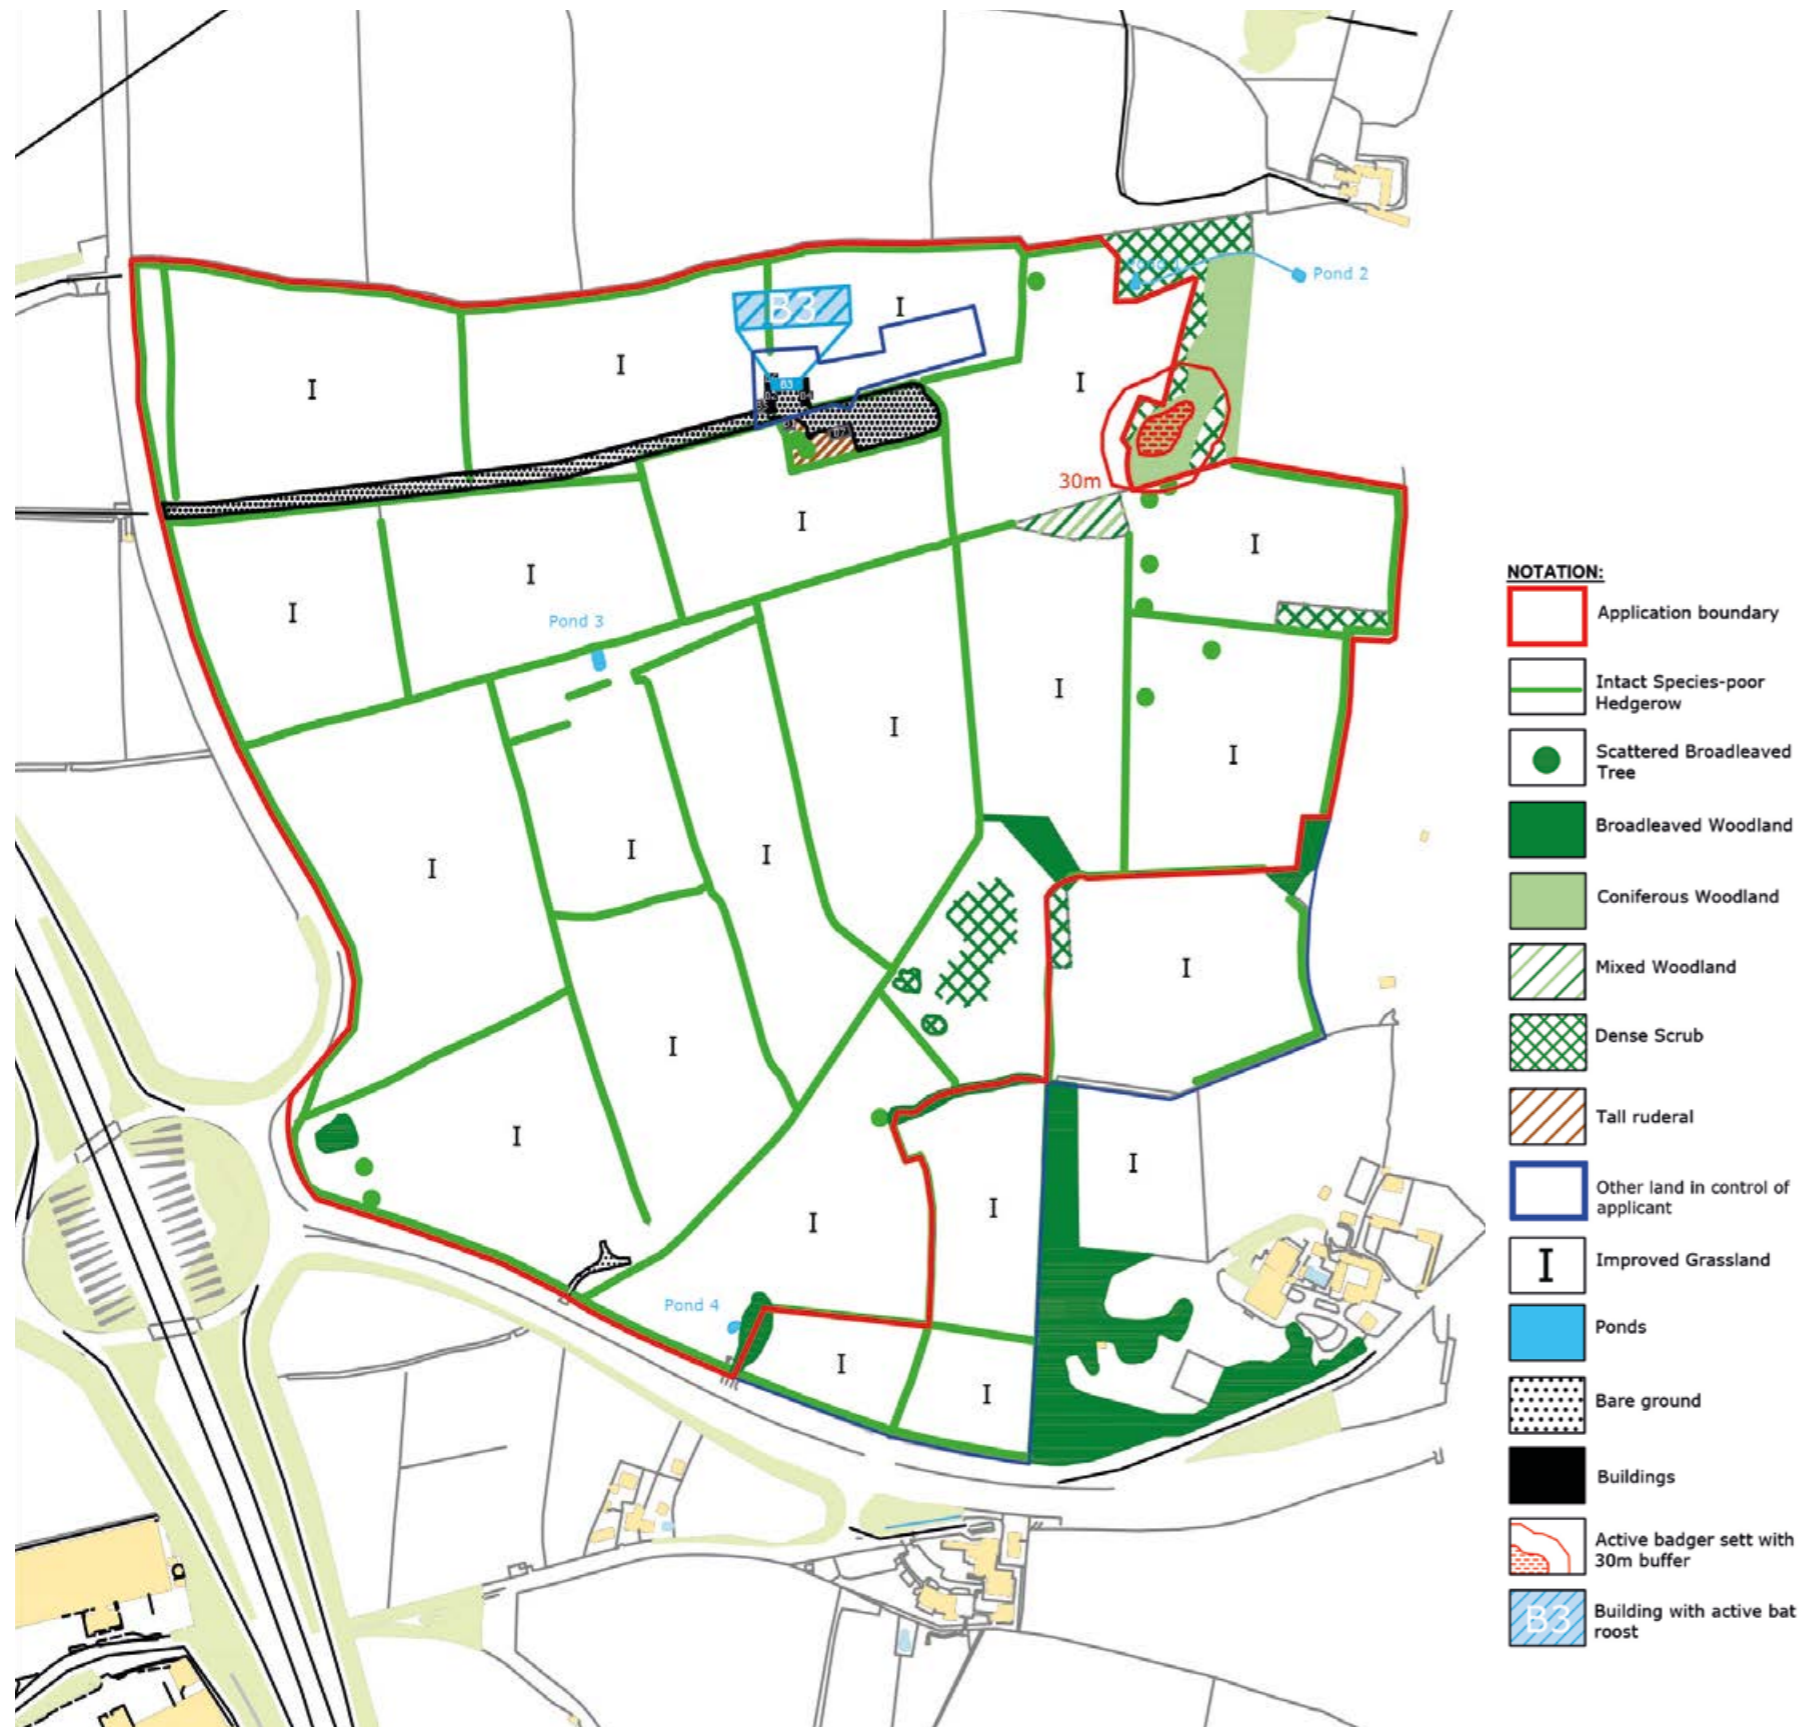 Pond 2
B3
I
I
I
B3
I
30m
I
I
I
I
Pond 3
I
I
I
I
I
I
I
I
I
I
I
I
I
Pond 4
I
I
NOTATION:
Application boundary
Intact Species-poor
Hedgerow
Scattered Broadleaved
Tree
Broadleaved Woodland
Coniferous Woodland
Mixed Woodland
Dense Scrub
Tall ruderal
Other land in control of
applicant
I
Improved Grassland
Ponds
Bare ground
Buildings
Active badger sett with
30m buffer
B3
Building with active bat
roost